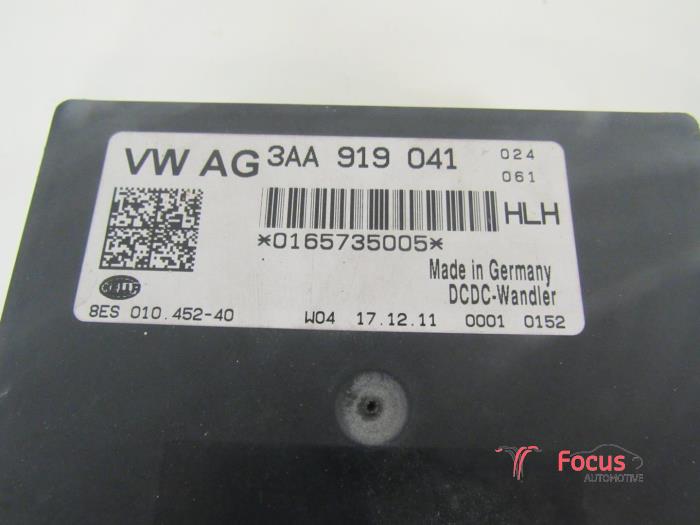 VW AG 3AA 919 041 024
061
HLH
*0165735005*
Made in Germany
DCDC-Wandler
HELLA
8ES 010.452-40 W04 17.12.11 0001 0152
Focus
AUTOMOTIVE